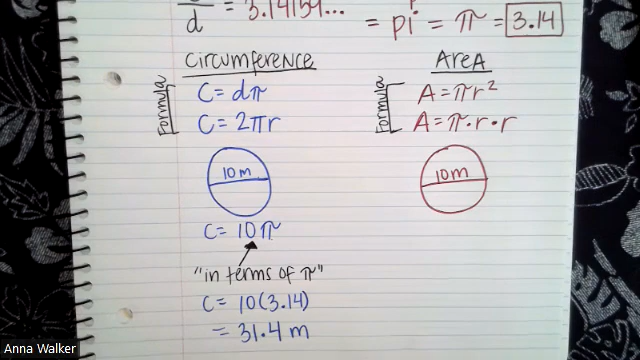 d = 3.14159...
= pi = π = 3.14
Circumference
Formula
C = dπ
C = 2πr
10m
C = 10π
"in terms of π"
C = 10(3.14)
= 31.4 m
Area
Formula
A = πr²
A = π·r·r
10m
Anna Walker